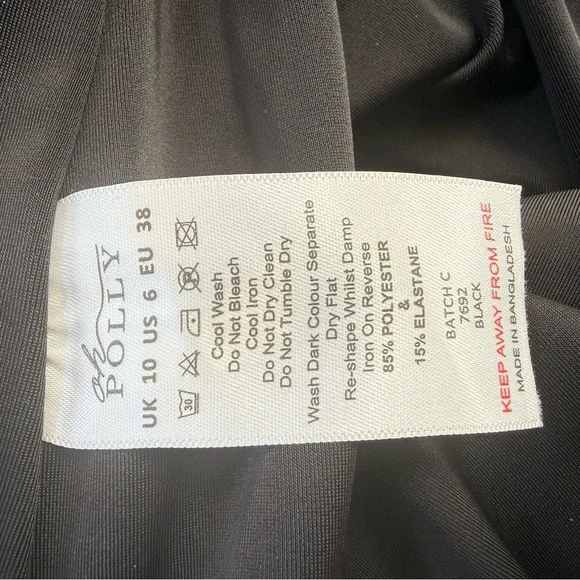 oh
POLLY
UK 10 US 6 EU 38
30
Cool Wash
Do Not Bleach
Cool Iron
Do Not Dry Clean
Do Not Tumble Dry
Wash Dark Colour Separate
Dry Flat
Re-shape Whilst Damp
Iron On Reverse
85% POLYESTER
&
15% ELASTANE
BATCH C
7692
BLACK
KEEP AWAY FROM FIRE
MADE IN BANGLADESH